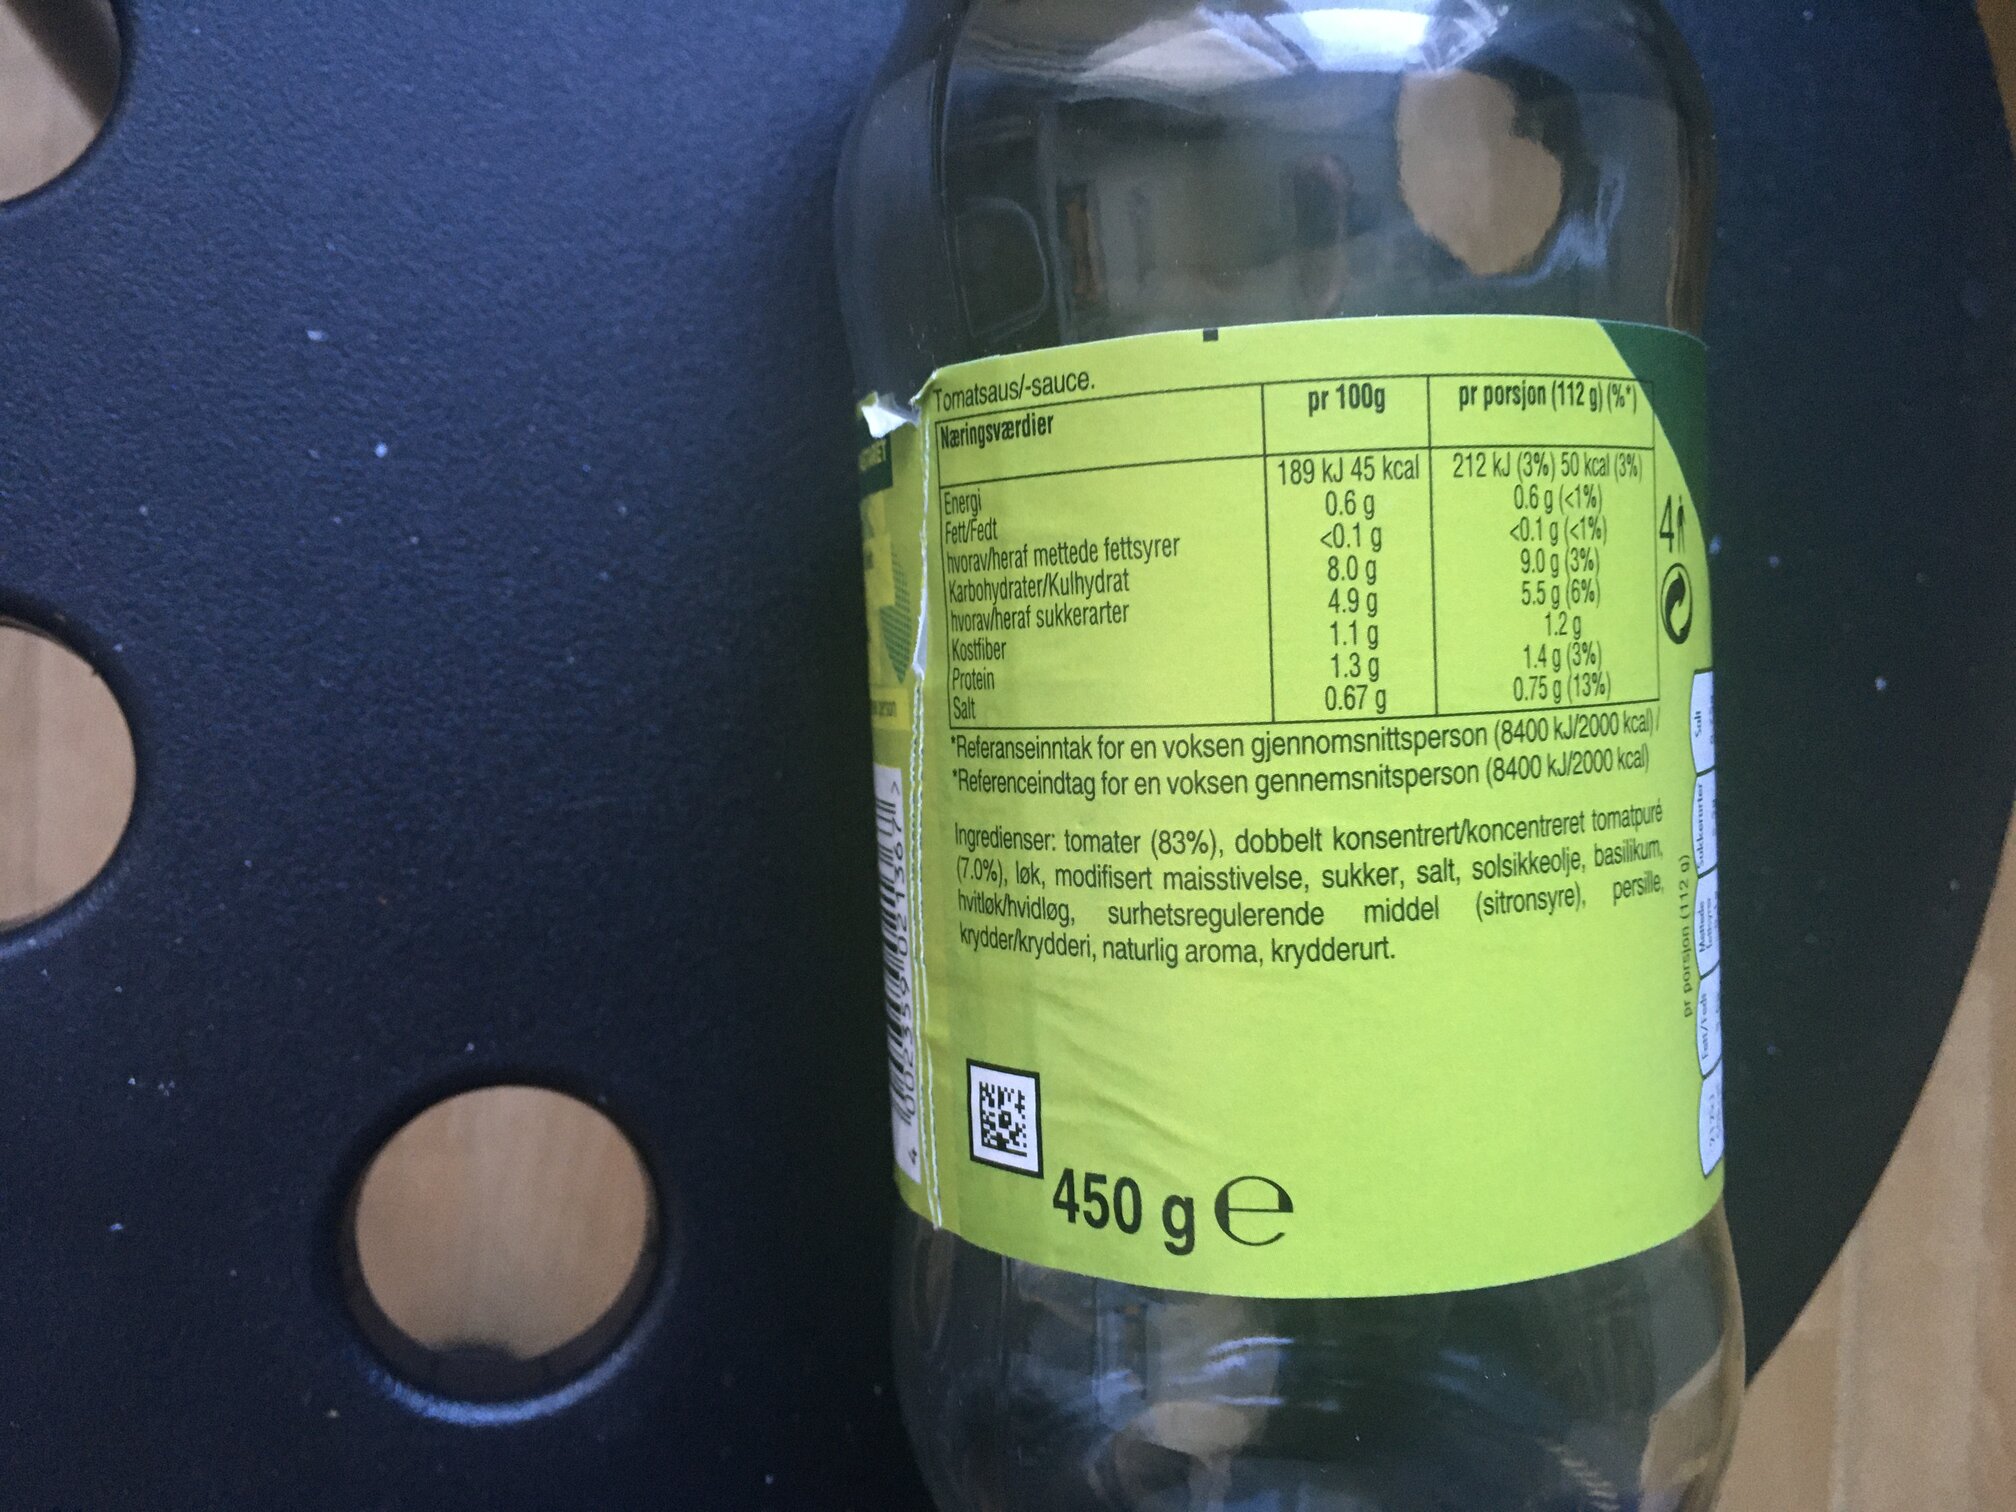 Tomatsaus/-sauce.
Næringsværdier pr 100g pr porsjon (112 g) (%*)
Energi 189 kJ 45 kcal 212 kJ (3%) 50 kcal (3%)
Fett/Fedt 0.6 g 0.6 g (<1%)
hvorav/heraf mettede fettsyrer <0.1 g <0.1 g (<1%)
Karbohydrater/Kulhydrat 8.0 g 9.0 g (3%)
hvorav/heraf sukkerarter 4.9 g 5.5 g (6%)
Kostfiber 1.1 g 1.2 g
Protein 1.3 g 1.4 g (3%)
Salt 0.67 g 0.75 g (13%)
*Referanseinntak for en voksen gjennomsnittsperson (8400 kJ/2000 kcal)/
*Referenceindtag for en voksen gennemsnitsperson (8400 kJ/2000 kcal)
Ingredienser: tomater (83%), dobbelt konsentrert/koncentreret tomatpuré
(7.0%), løk, modifisert maisstivelse, sukker, salt, solsikkeolje, basilikum,
hvitløk/hvidløg, surhetsregulerende middel (sitronsyre), persille,
krydder/krydderi, naturlig aroma, krydderurt.
450 g e
4
pr porsjon (112 g)
Salt
Sukkerarter
Mettede
fettsyrer
Fett/Fedt
4 002359 021367 >